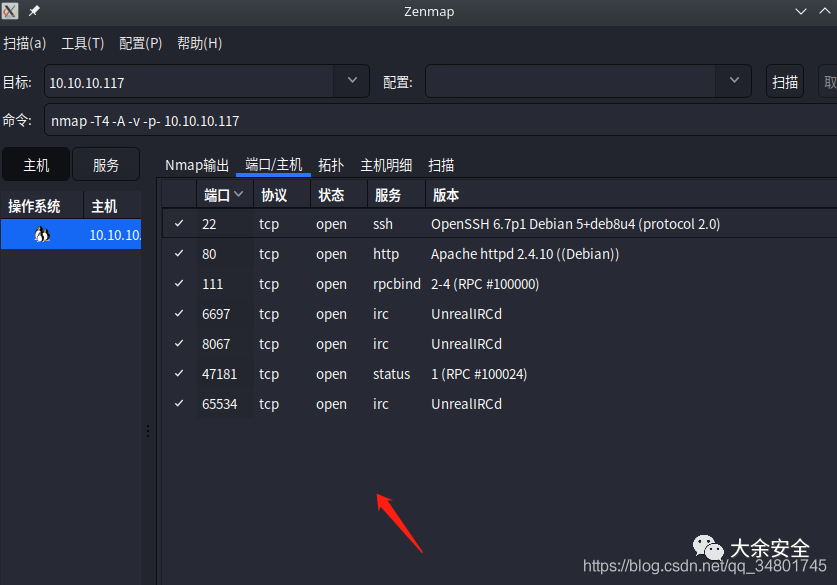 Zenmap
扫描(a) 工具(T) 配置(P) 帮助(H)
目标: 10.10.10.117 配置: 扫描 取
命令: nmap -T4 -A -v -p- 10.10.10.117
主机 服务 Nmap输出 端口/主机 拓扑 主机明细 扫描
操作系统 主机 端口 协议 状态 服务 版本
22 tcp open ssh OpenSSH 6.7p1 Debian 5+deb8u4 (protocol 2.0)
10.10.10. 80 tcp open http Apache httpd 2.4.10 ((Debian))
111 tcp open rpcbind 2-4 (RPC #100000)
6697 tcp open irc UnrealIRCd
8067 tcp open irc UnrealIRCd
47181 tcp open status 1 (RPC #100024)
65534 tcp open irc UnrealIRCd
大余安全
https://blog.csdn.net/qq_34801745